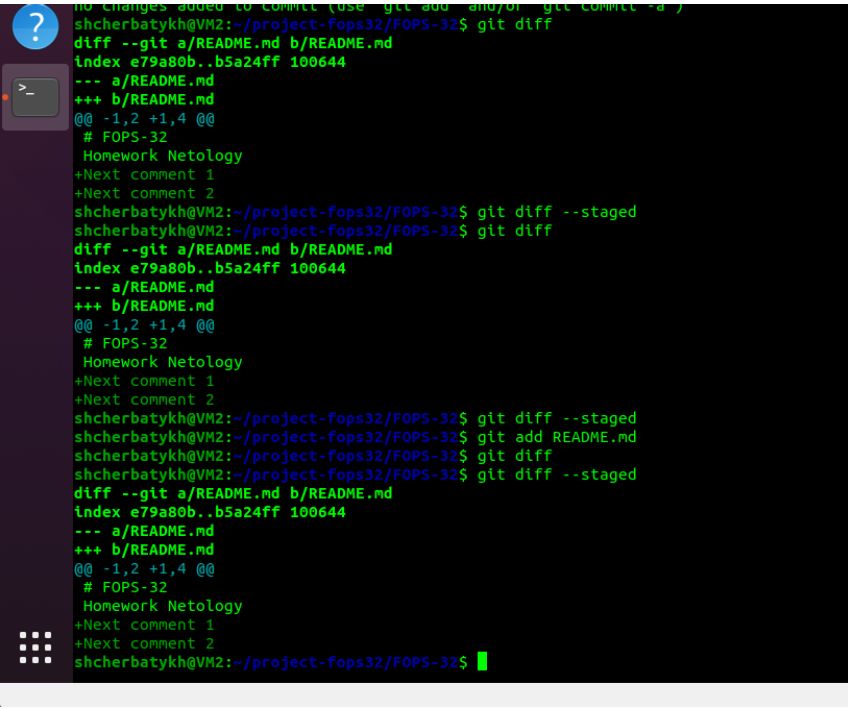 no changes added to commit (use "git add" and/or "git commit -a")
shcherbatykh@VM2:~/project-fops32/FOPS-32$ git diff
diff --git a/README.md b/README.md
index e79a80b..b5a24ff 100644
--- a/README.md
+++ b/README.md
@@ -1,2 +1,4 @@
# FOPS-32
Homework Netology
+Next comment 1
+Next comment 2
shcherbatykh@VM2:~/project-fops32/FOPS-32$ git diff --staged
shcherbatykh@VM2:~/project-fops32/FOPS-32$ git diff
diff --git a/README.md b/README.md
index e79a80b..b5a24ff 100644
--- a/README.md
+++ b/README.md
@@ -1,2 +1,4 @@
# FOPS-32
Homework Netology
+Next comment 1
+Next comment 2
shcherbatykh@VM2:~/project-fops32/FOPS-32$ git diff --staged
shcherbatykh@VM2:~/project-fops32/FOPS-32$ git add README.md
shcherbatykh@VM2:~/project-fops32/FOPS-32$ git diff
shcherbatykh@VM2:~/project-fops32/FOPS-32$ git diff --staged
diff --git a/README.md b/README.md
index e79a80b..b5a24ff 100644
--- a/README.md
+++ b/README.md
@@ -1,2 +1,4 @@
# FOPS-32
Homework Netology
+Next comment 1
+Next comment 2
shcherbatykh@VM2:~/project-fops32/FOPS-32$